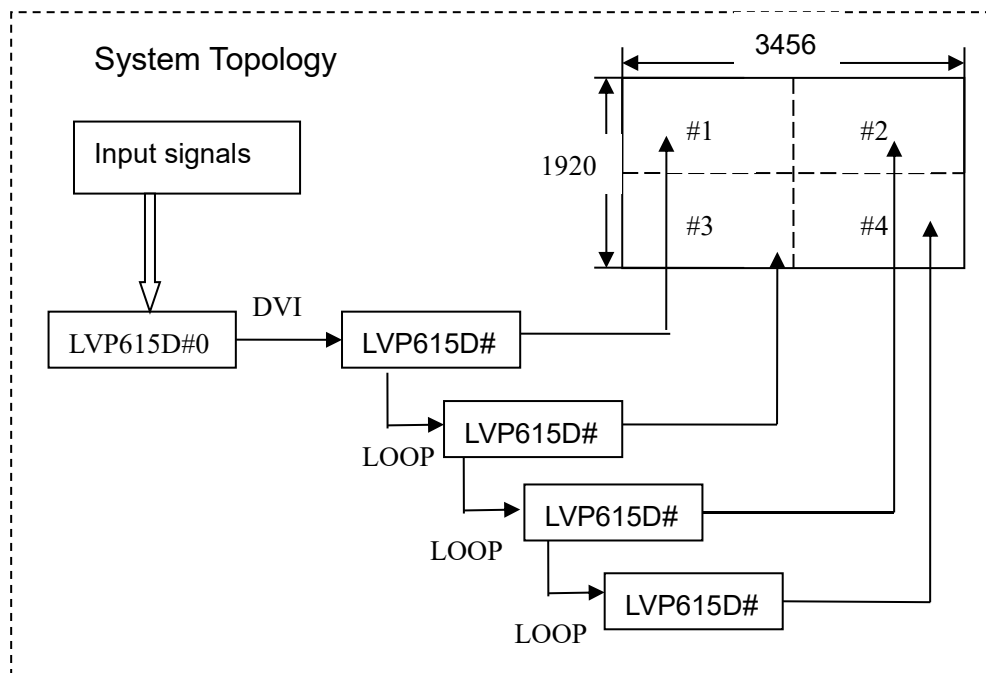 System Topology
3456
Input signals
#1
#2
1920
#3
#4
DVI
LVP615D#0
LVP615D#
LVP615D#
LOOP
LVP615D#
LOOP
LVP615D#
LOOP